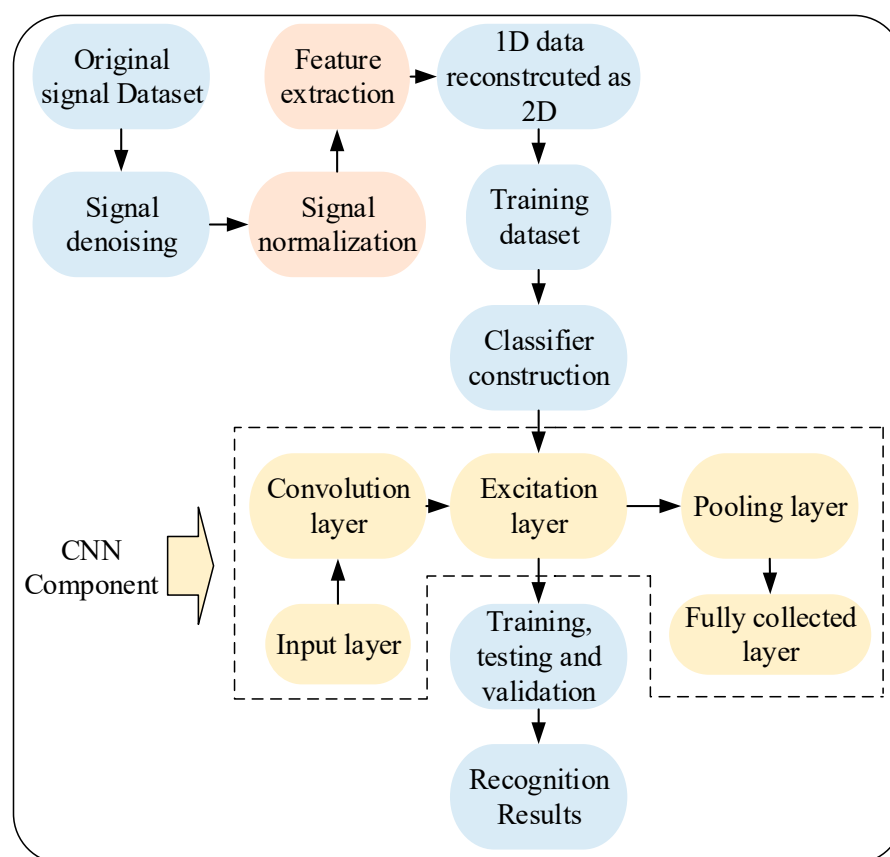 Original
signal Dataset
Feature
extraction
1D data
reconstrcuted as
2D
Signal
denoising
Signal
normalization
Training
dataset
Classifier
construction
Convolution
layer
Excitation
layer
Pooling layer
CNN
Component
Input layer
Training,
testing and
validation
Fully collected
layer
Recognition
Results